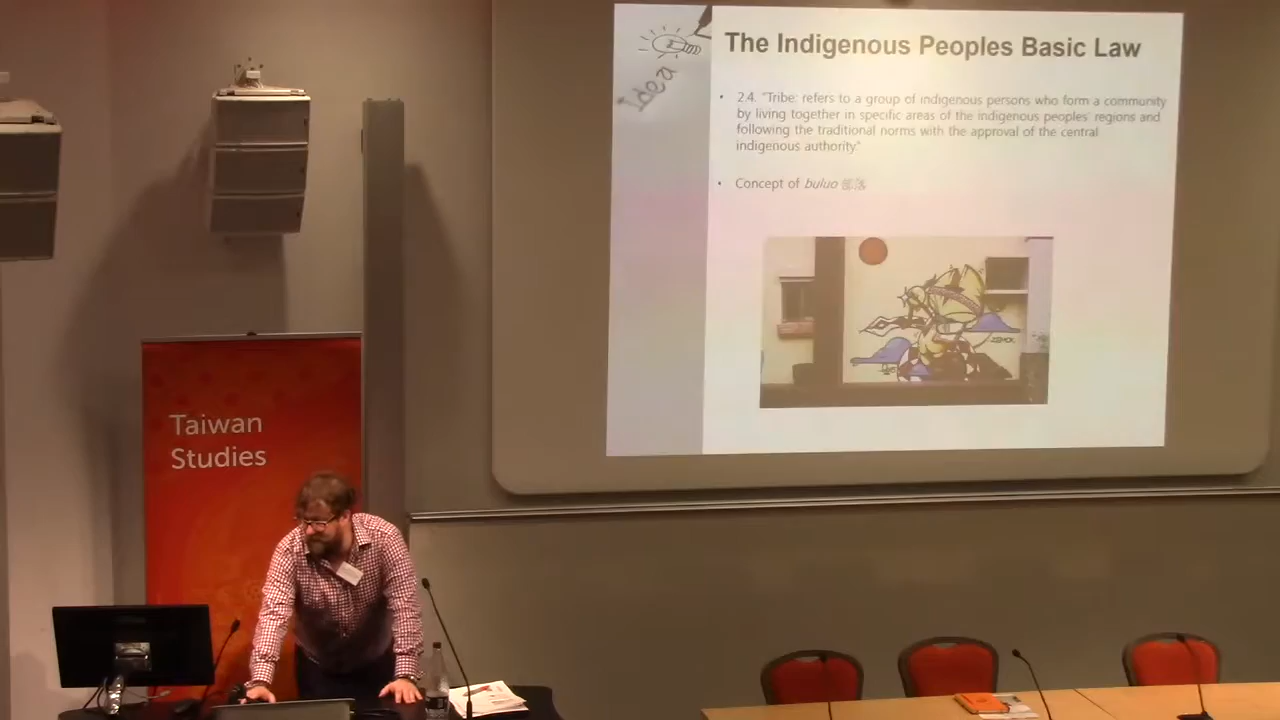 The Indigenous Peoples Basic Law
Idea
• 2.4. "Tribe: refers to a group of indigenous persons who form a community
by living together in specific areas of the indigenous peoples' regions and
following the traditional norms with the approval of the central
indigenous authority"
• Concept of buluo 部落
Taiwan
Studies